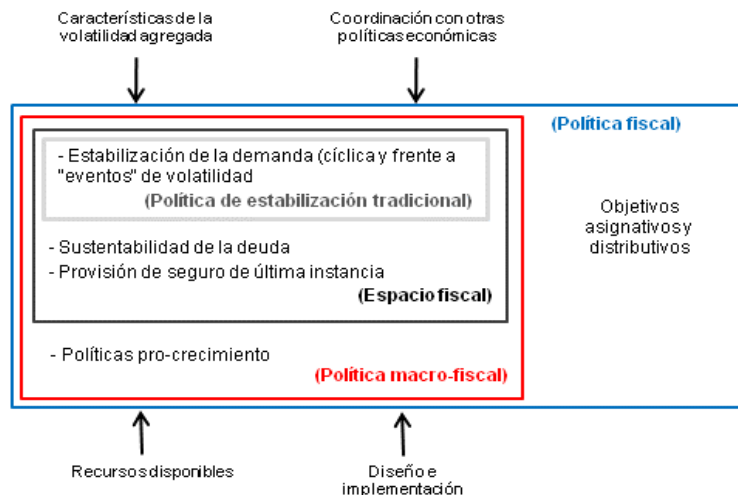 Características de la
volatilidad agregada
Coordinación con otras
políticas económicas
(Política fiscal)
- Estabilización de la demanda (cíclica y frente a
"eventos" de volatilidad
(Política de estabilización tradicional)
Objetivos
asignativos y
distributivos
- Sustentabilidad de la deuda
- Provisión de seguro de última instancia
(Espacio fiscal)
- Políticas pro-crecimiento
(Política macro-fiscal)
Recursos disponibles
Diseño e
implementación